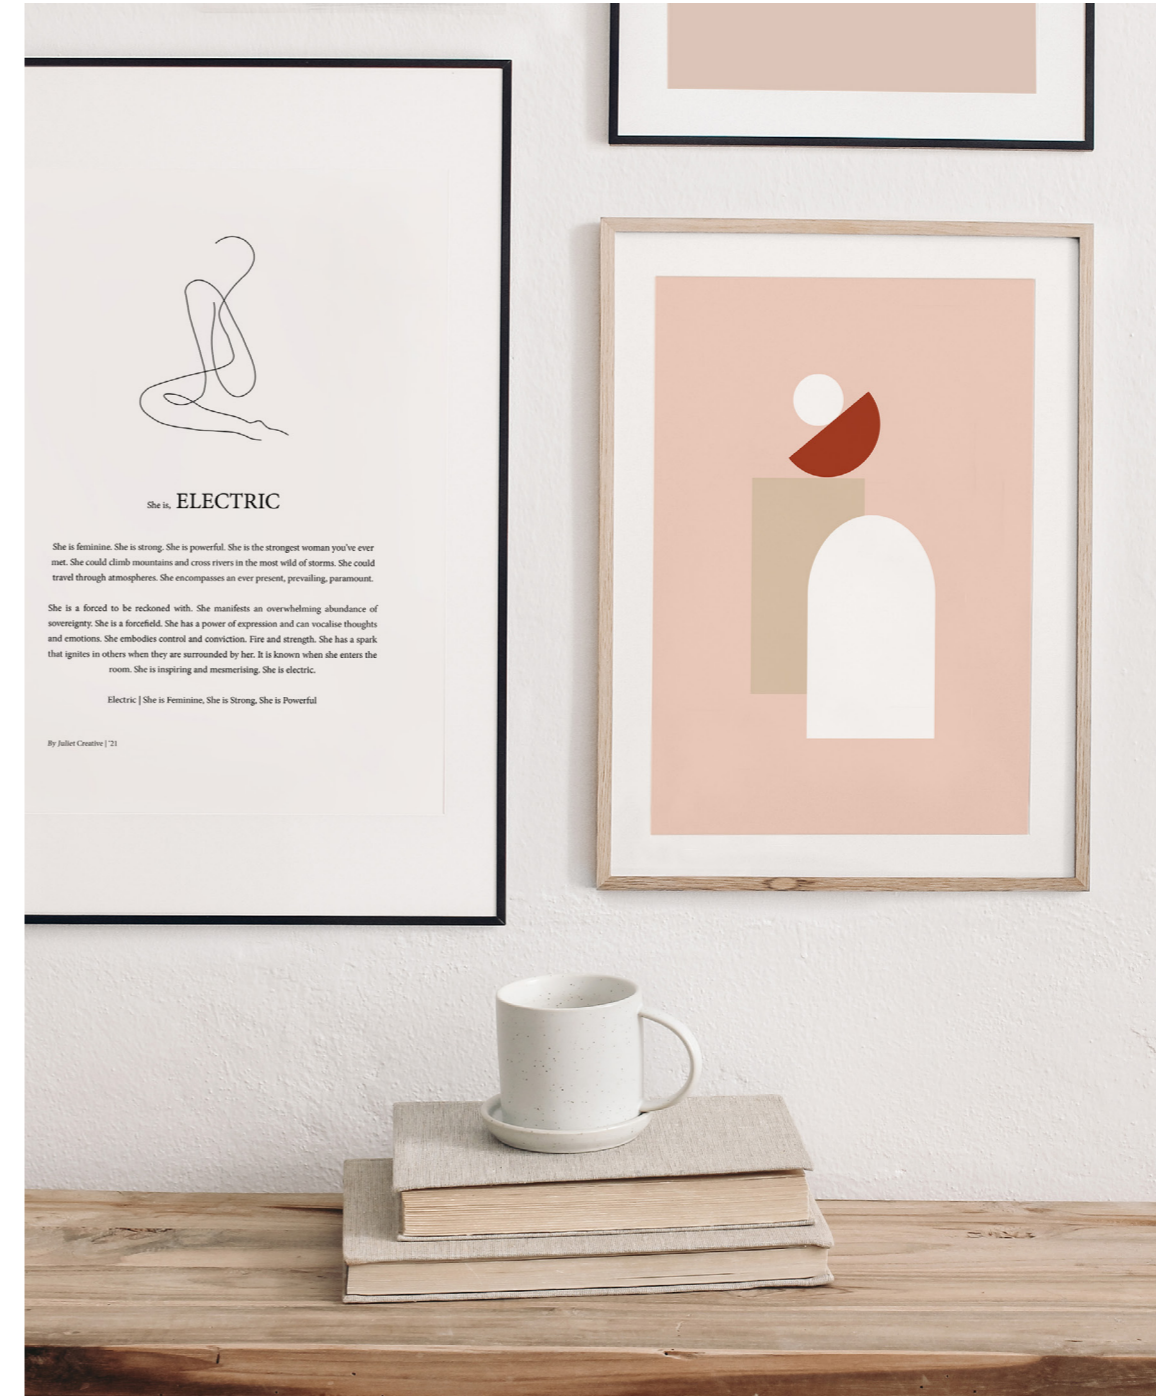 She is, ELECTRIC
She is feminine. She is strong. She is powerful. She is the strongest woman you've ever
met. She could climb mountains and cross rivers in the most wild of storms. She could
travel through atmospheres. She encompasses an ever present, prevailing, paramount.
She is a forced to be reckoned with. She manifests an overwhelming abundance of
sovereignty. She is a forcefield. She has a power of expression and can vocalise thoughts
and emotions. She embodies control and conviction. Fire and strength. She has a spark
that ignites in others when they are surrounded by her. It is known when she enters the
room. She is inspiring and mesmerising. She is electric.
Electric | She is Feminine, She is Strong, She is Powerful
By Juliet Creative | '21